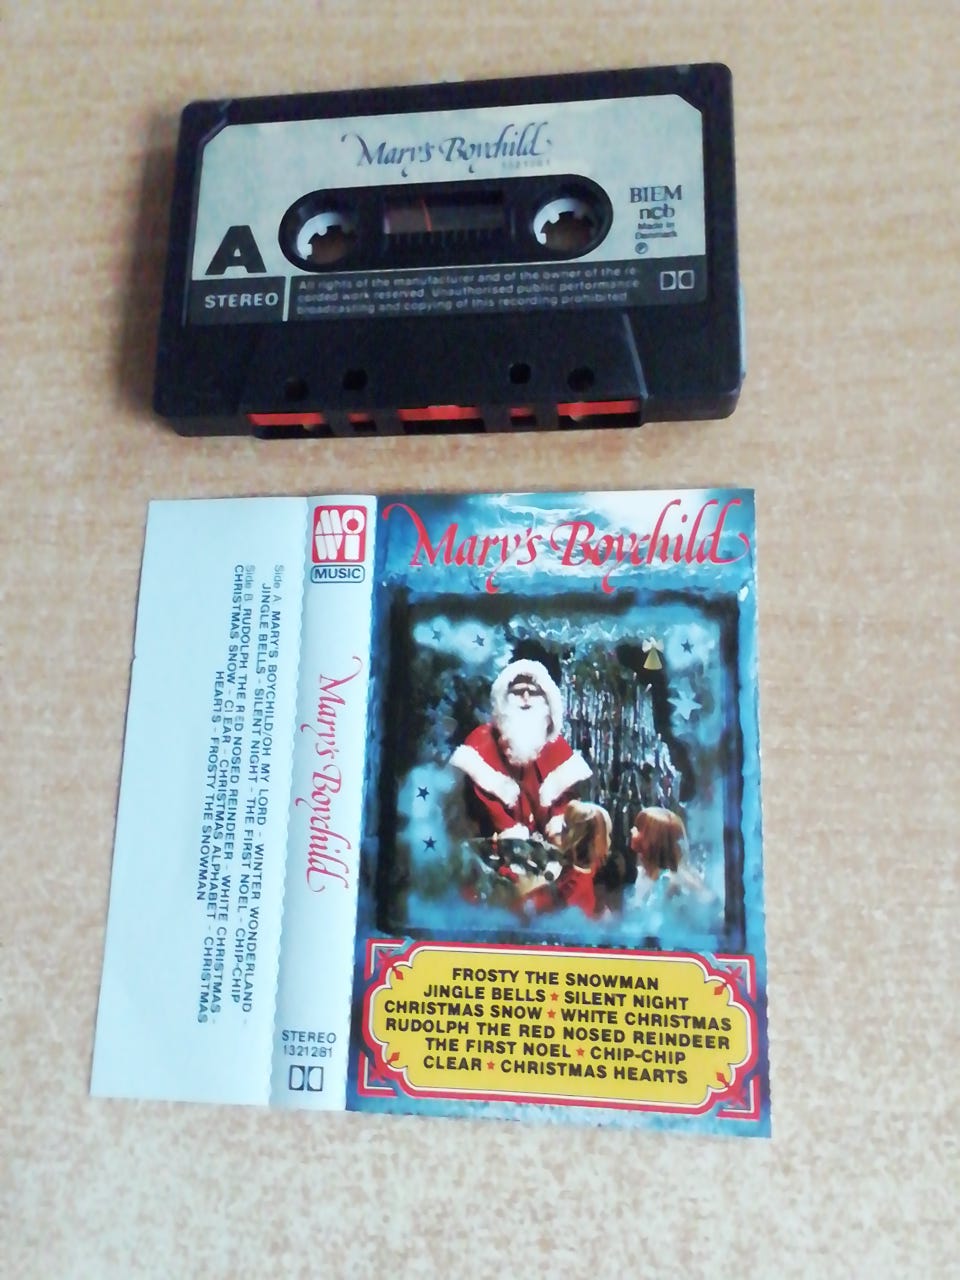 Mary's Boychild
1321281
BIEM
ncb
Made in
Denmark
A
STEREO
All rights of the manufacturer and of the owner of the re-
corded work reserved. Unauthorised public performance
broadcasting and copying of this recording prohibited
MOVI
MUSIC
Mary's Boychild
STEREO
1321281
Side A MARY'S BOYCHILD/OH MY LORD - WINTER WONDERLAND -
JINGLE BELLS - SILENT NIGHT - THE FIRST NOEL - CHIP-CHIP
Side B RUDOLPH THE RED NOSED REINDEER - WHITE CHRISTMAS -
CHRISTMAS SNOW - CLEAR - CHRISTMAS ALPHABET - CHRISTMAS
HEARTS - FROSTY THE SNOWMAN
Mary's Boychild
FROSTY THE SNOWMAN
JINGLE BELLS ★ SILENT NIGHT
CHRISTMAS SNOW ★ WHITE CHRISTMAS
RUDOLPH THE RED NOSED REINDEER
THE FIRST NOEL ★ CHIP-CHIP
CLEAR ★ CHRISTMAS HEARTS